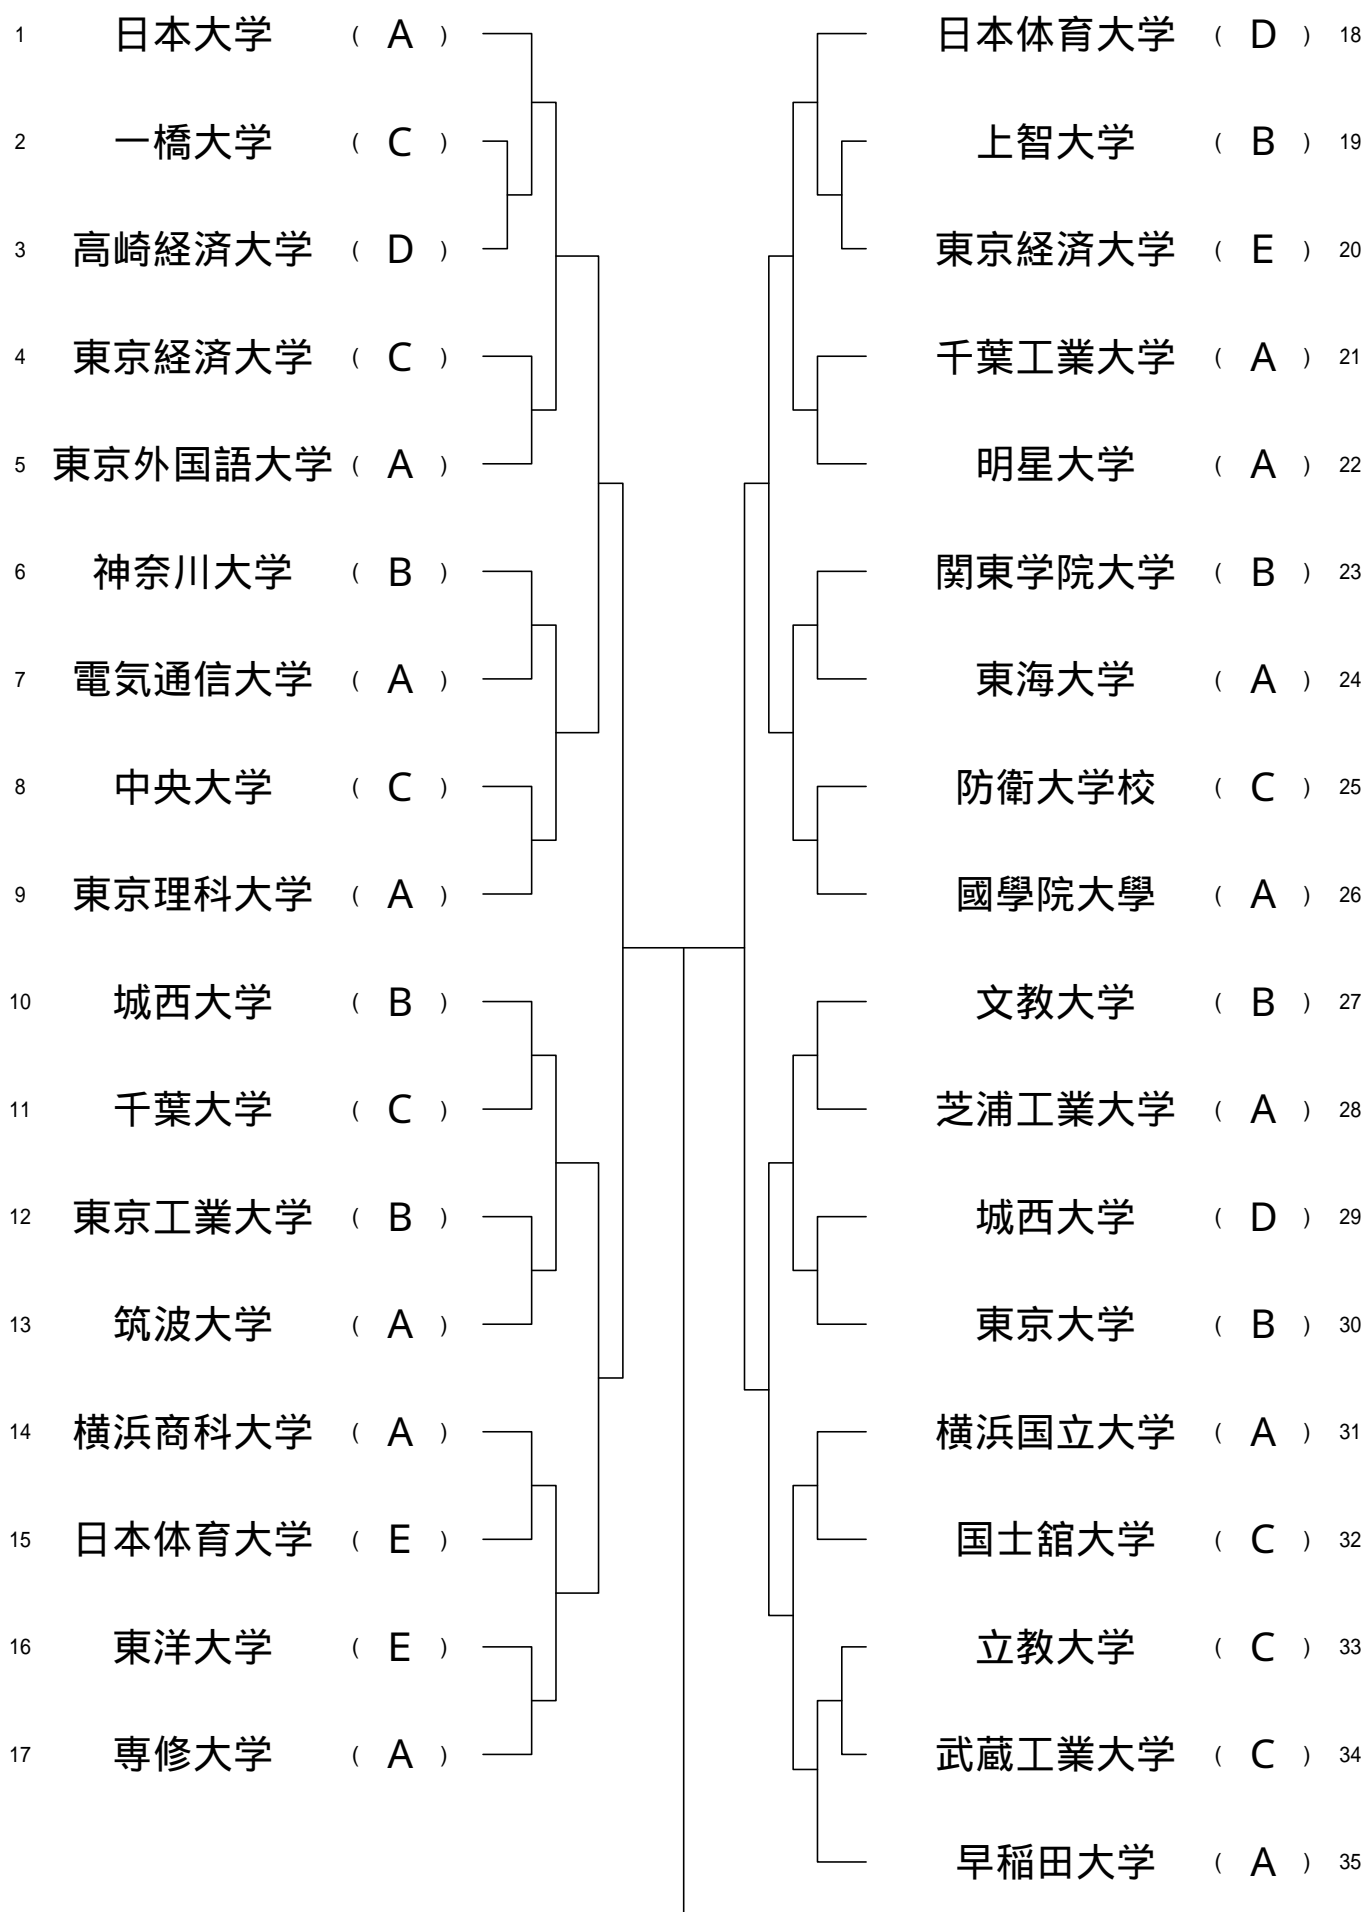 1 日本大学 ( A )
2 一橋大学 ( C )
3 高崎経済大学 ( D )
4 東京経済大学 ( C )
5 東京外国語大学 ( A )
6 神奈川大学 ( B )
7 電気通信大学 ( A )
8 中央大学 ( C )
9 東京理科大学 ( A )
10 城西大学 ( B )
11 千葉大学 ( C )
12 東京工業大学 ( B )
13 筑波大学 ( A )
14 横浜商科大学 ( A )
15 日本体育大学 ( E )
16 東洋大学 ( E )
17 専修大学 ( A )
日本体育大学 ( D ) 18
上智大学 ( B ) 19
東京経済大学 ( E ) 20
千葉工業大学 ( A ) 21
明星大学 ( A ) 22
関東学院大学 ( B ) 23
東海大学 ( A ) 24
防衛大学校 ( C ) 25
國學院大學 ( A ) 26
文教大学 ( B ) 27
芝浦工業大学 ( A ) 28
城西大学 ( D ) 29
東京大学 ( B ) 30
横浜国立大学 ( A ) 31
国士舘大学 ( C ) 32
立教大学 ( C ) 33
武蔵工業大学 ( C ) 34
早稲田大学 ( A ) 35